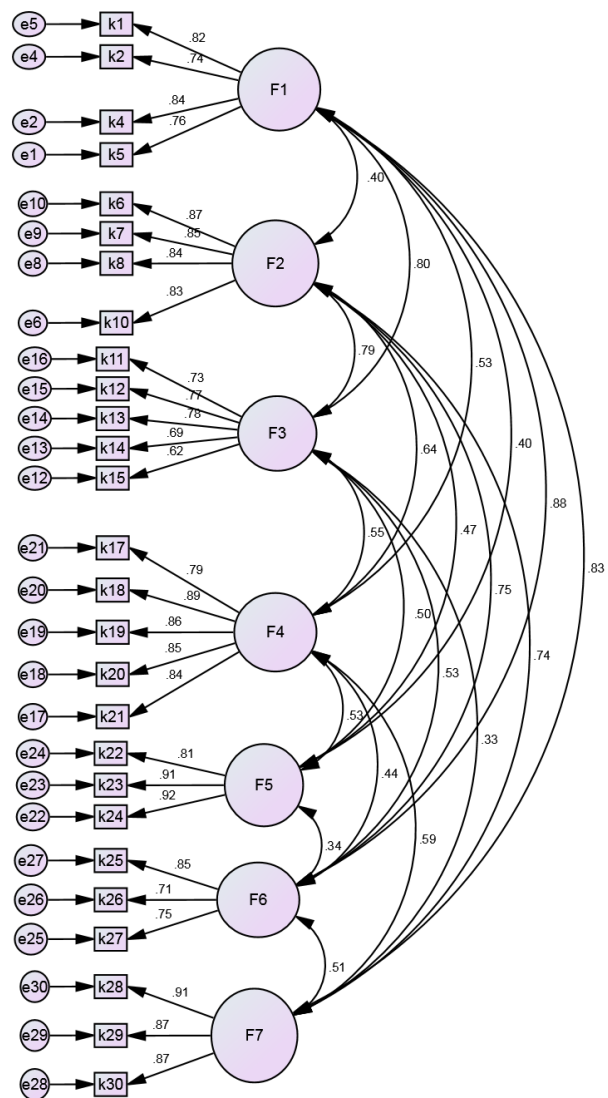 e5 k1 .82
e4 k2 .74
F1
e2 k4 .84
e1 k5 .76
.40
e10 k6 .87
e9 k7 .85
e8 k8 .84
F2 .80
e6 k10 .83
e16 k11 .73
.79 .53
e15 k12 .77
e14 k13 .78
F3
e13 k14 .69
.64 .40
e12 k15 .62
.88
e21 k17 .79
.55 .47
.83
e20 k18 .89
.75
e19 k19 .86
.50
F4
.74
e18 k20 .85
.53
e17 k21 .84
.53 .33
e24 k22 .81
e23 k23 .91
F5 .44
e22 k24 .92
.34 .59
e27 k25 .85
e26 k26 .71
F6
e25 k27 .75
.51
e30 k28 .91
e29 k29 .87
F7
e28 k30 .87